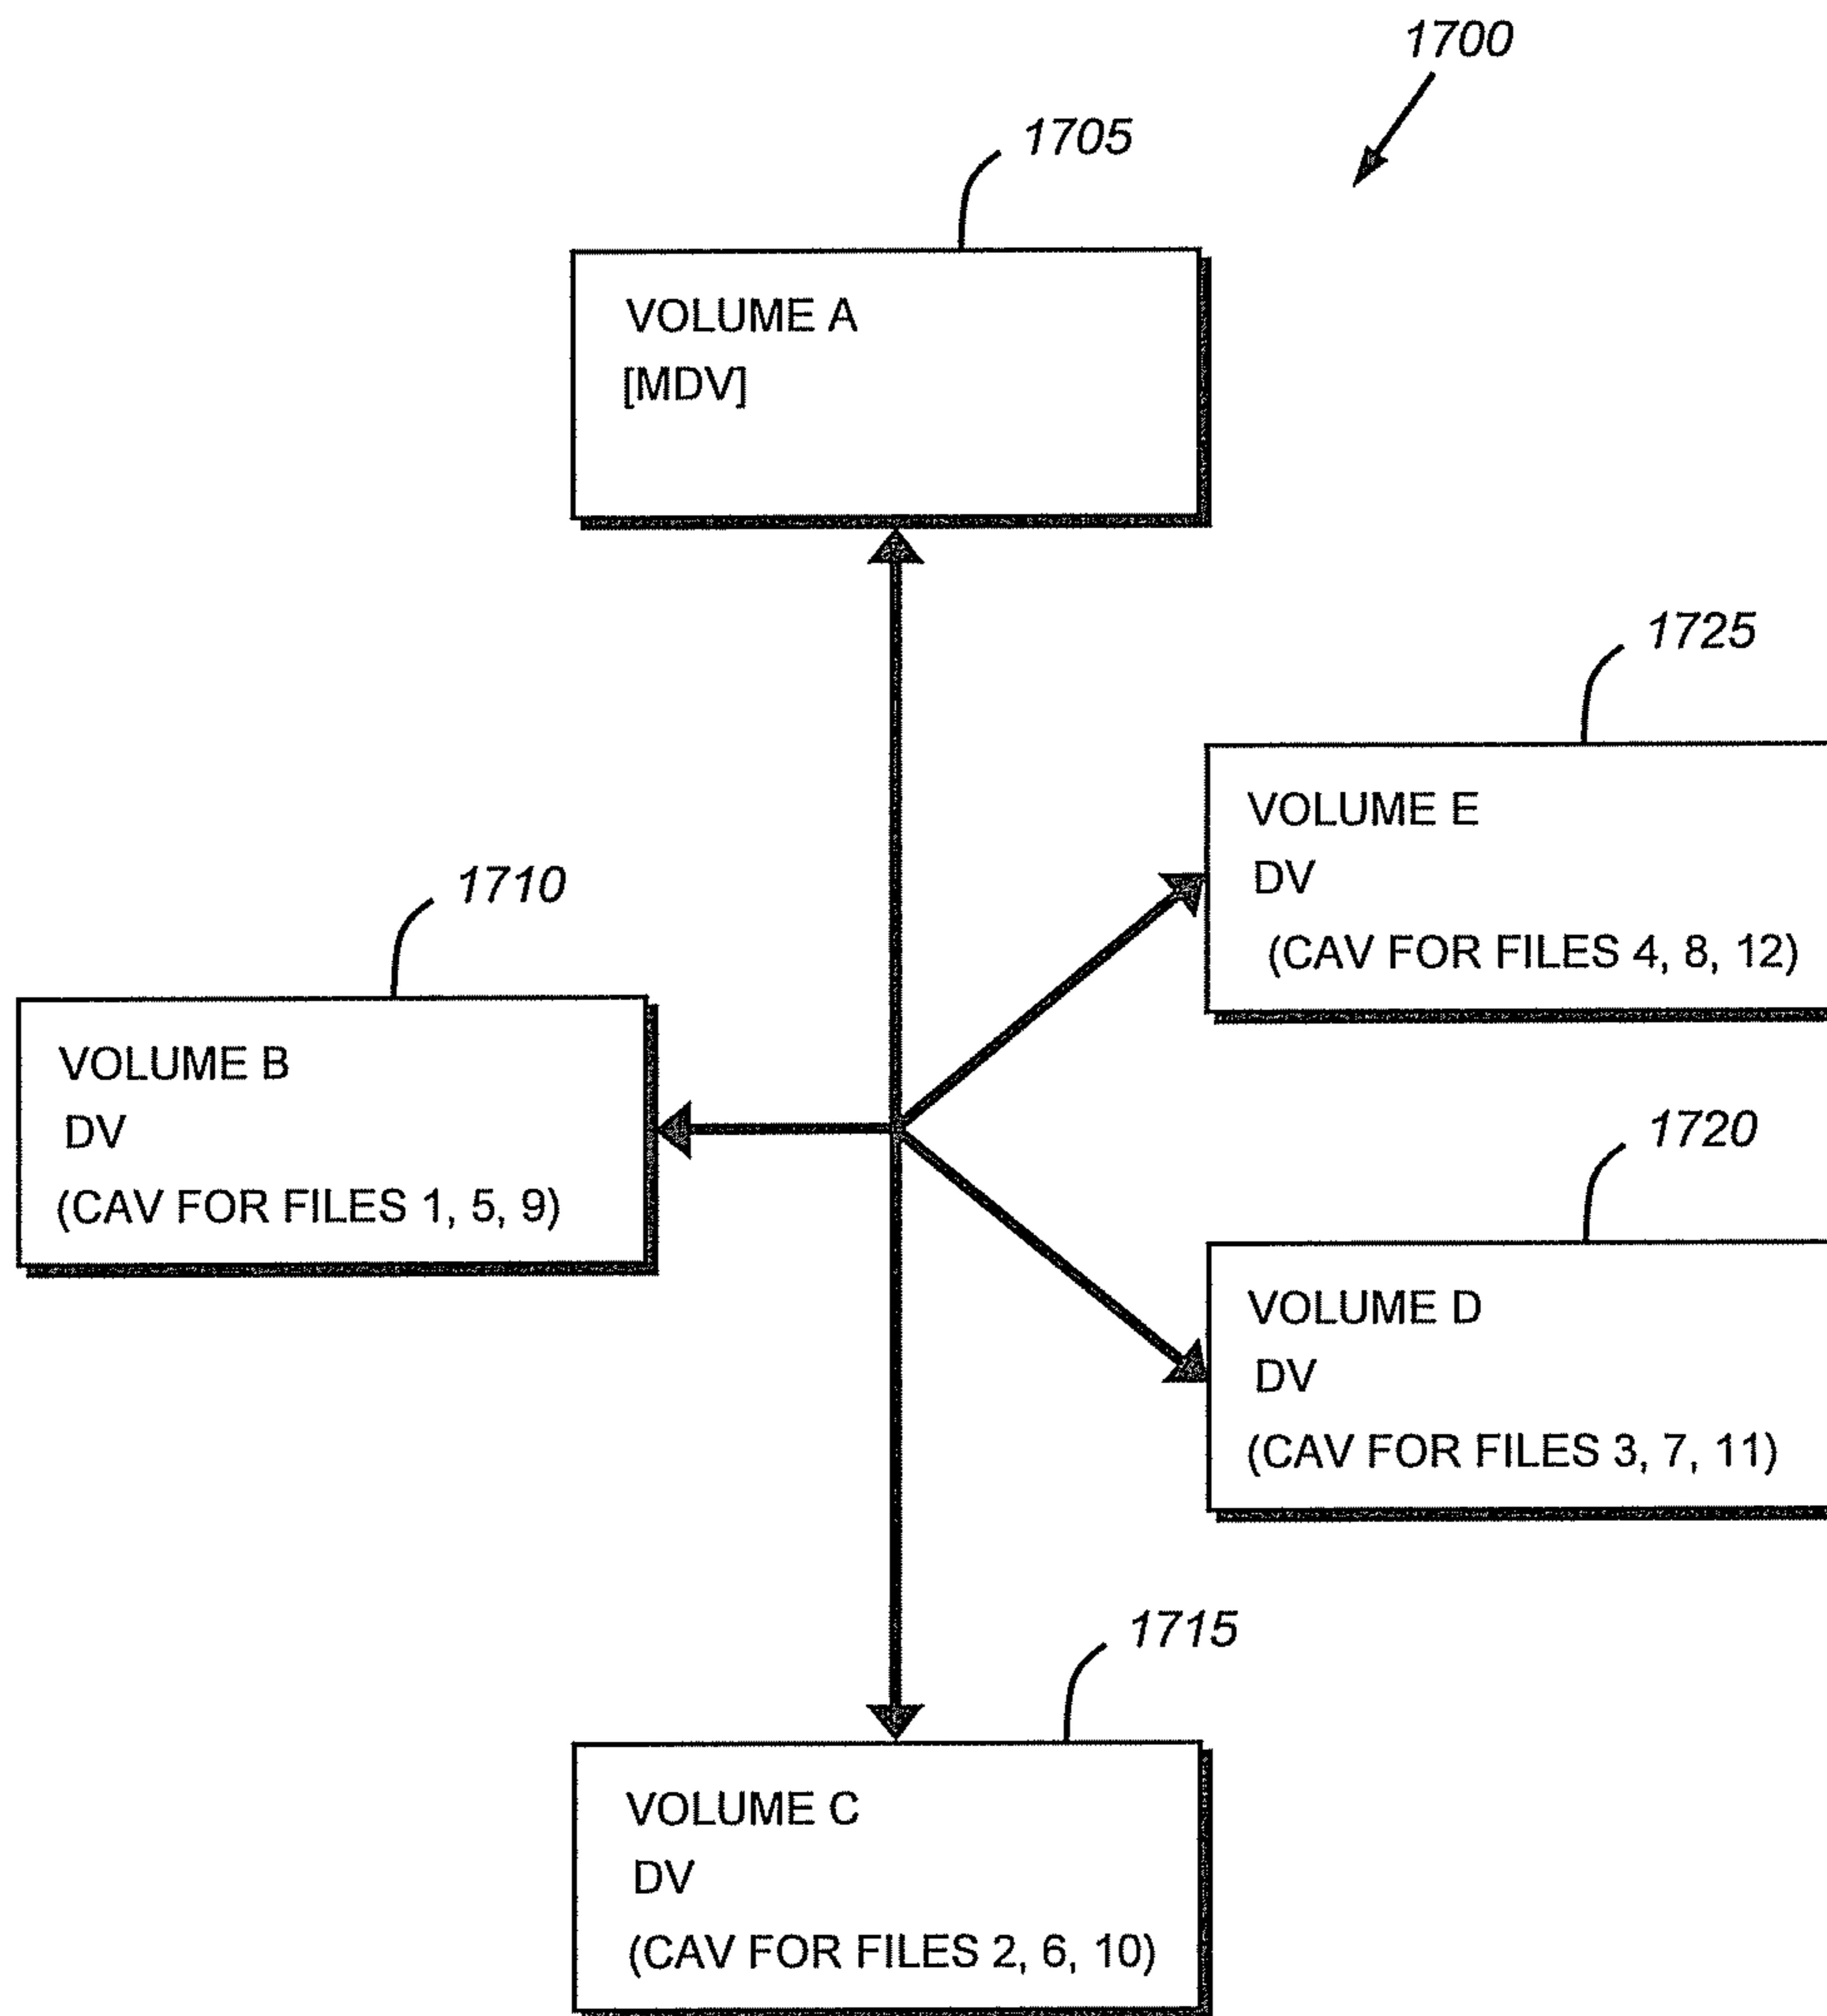 1700
1705
VOLUME A
[MDV]
1725
VOLUME E
DV
(CAV FOR FILES 4, 8, 12)
1710
VOLUME B
DV
(CAV FOR FILES 1, 5, 9)
1720
VOLUME D
DV
(CAV FOR FILES 3, 7, 11)
1715
VOLUME C
DV
(CAV FOR FILES 2, 6, 10)